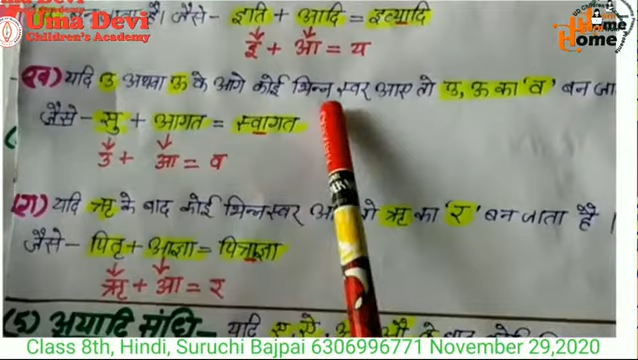 Uma Devi
Children's Academy
Home
Home
है। जैसे- इति + आदि = इत्यादि
इ + आ = य
(ख) यदि उ अथवा ऊ के आगे कोई भिन्न स्वर आए तो उ, ऊ का 'व' बन जा
जैसे- सु + आगत = स्वागत
उ + आ = व
(ग) यदि ऋ के बाद कोई भिन्न स्वर ऋ का 'र' बन जाता है।
जैसे- पितृ + आज्ञा = पित्राज्ञा
ऋ + आ = र
(5) अयादि संधि- यदि ए, ऐ,
Class 8th, Hindi, Suruchi Bajpai 6306996771 November 29,2020